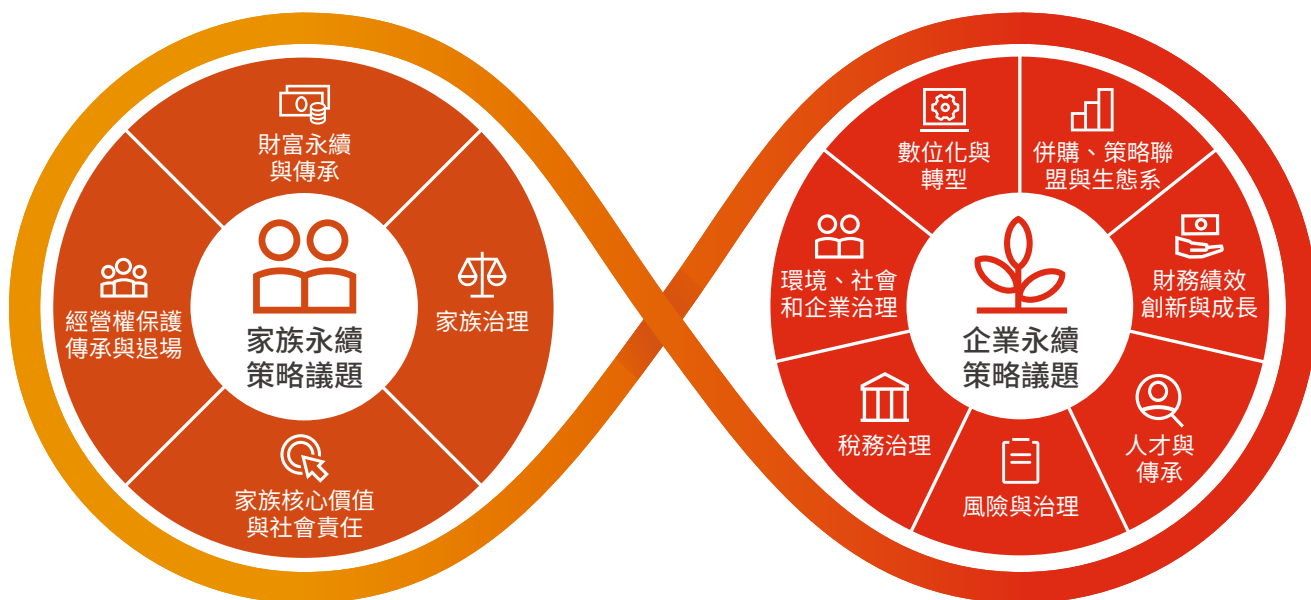 財富永續
與傳承
經營權保護
傳承與退場
家族永續
策略議題
家族治理
家族核心價值
與社會責任
數位化與
轉型
併購、策略聯
盟與生態系
環境、社會
和企業治理
企業永續
策略議題
財務績效
創新與成長
稅務治理
風險與治理
人才與
傳承